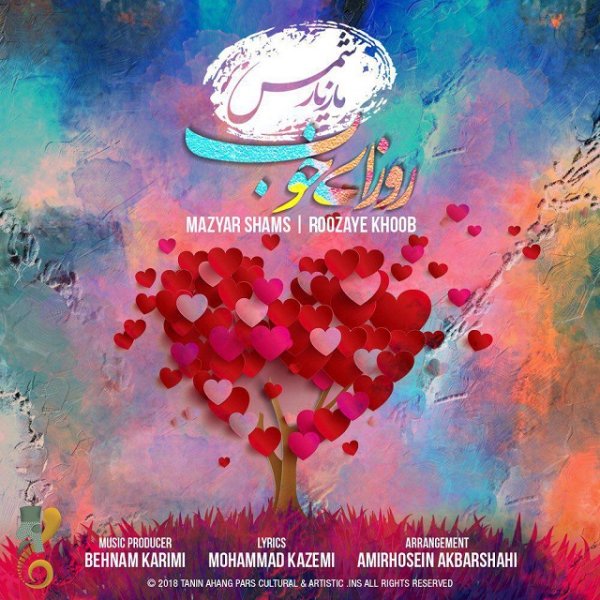 مازیار شمس
روزای خوب
MAZYAR SHAMS | ROOZAYE KHOOB
MUSIC PRODUCER LYRICS ARRANGEMENT
BEHNAM KARIMI MOHAMMAD KAZEMI AMIRHOSEIN AKBARSHAHI
© 2018 TANIN AHANG PARS CULTURAL & ARTISTIC .INS ALL RIGHTS RESERVED